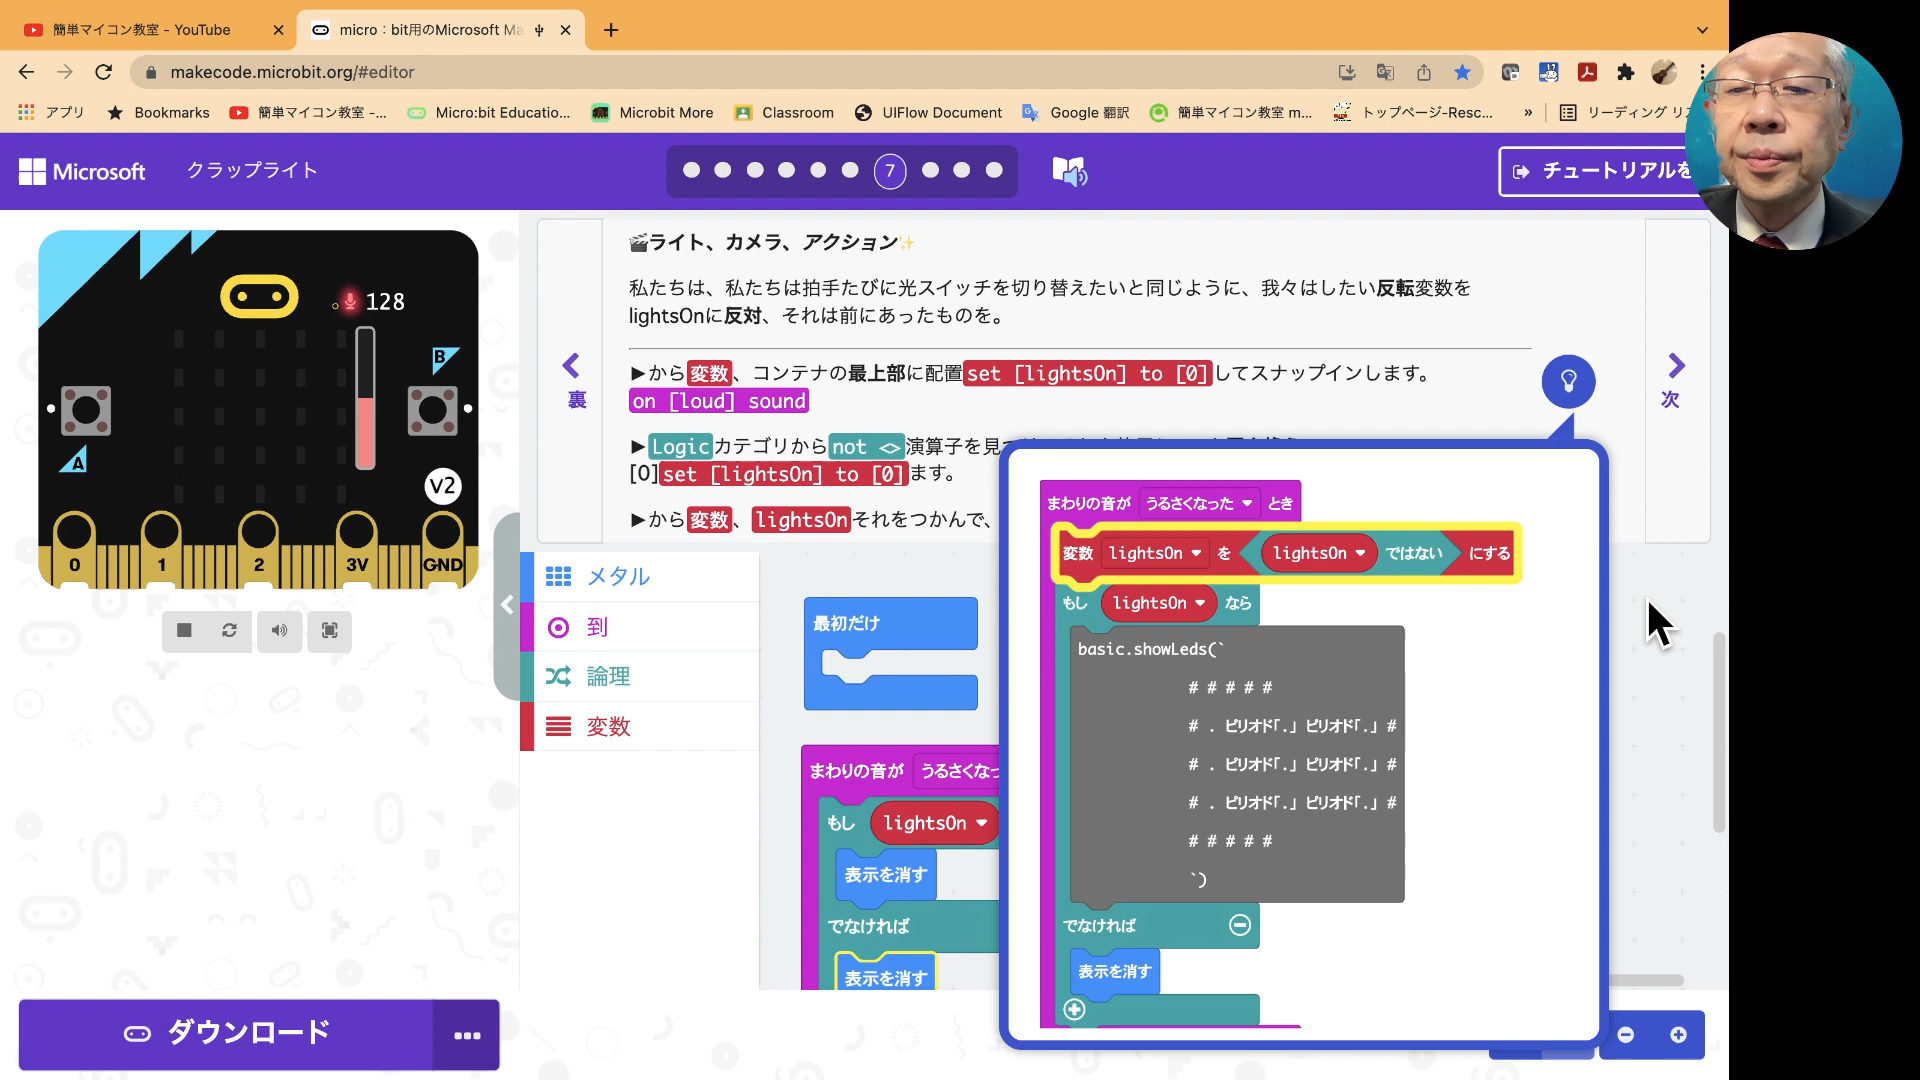 簡単マイコン教室 - YouTube
micro：bit用のMicrosoft Ma
makecode.microbit.org/#editor
アプリ
Bookmarks
簡単マイコン教室 -...
Micro:bit Educatio...
Microbit More
Classroom
UIFlow Document
Google 翻訳
簡単マイコン教室 m...
トップページ-Resc...
»
リーディング リ
Microsoft
クラップライト
7
チュートリアルを
128
B
A
V2
0
1
2
3V
GND
🎬ライト、カメラ、アクション✨
私たちは、私たちは拍手たびに光スイッチを切り替えたいと同じように、我々はしたい反転変数を
lightsOnに反対、それは前にあったものを。
►から変数、コンテナの最上部に配置set [lightsOn] to [0]してスナップインします。
on [loud] sound
►Logicカテゴリからnot <>演算子を見
[0]set [lightsOn] to [0]ます。
►から変数、lightsOnそれをつかんで、
裏
次
メタル
到
論理
変数
最初だけ
まわりの音が うるさくなっ
もし lightsOn
表示を消す
でなければ
表示を消す
まわりの音が うるさくなった とき
変数 lightsOn を lightsOn ではない にする
もし lightsOn なら
basic.showLeds(`
# # # # #
# . ピリオド「.」ピリオド「.」 #
# . ピリオド「.」ピリオド「.」 #
# . ピリオド「.」ピリオド「.」 #
# # # # #
`)
でなければ
表示を消す
ダウンロード
...